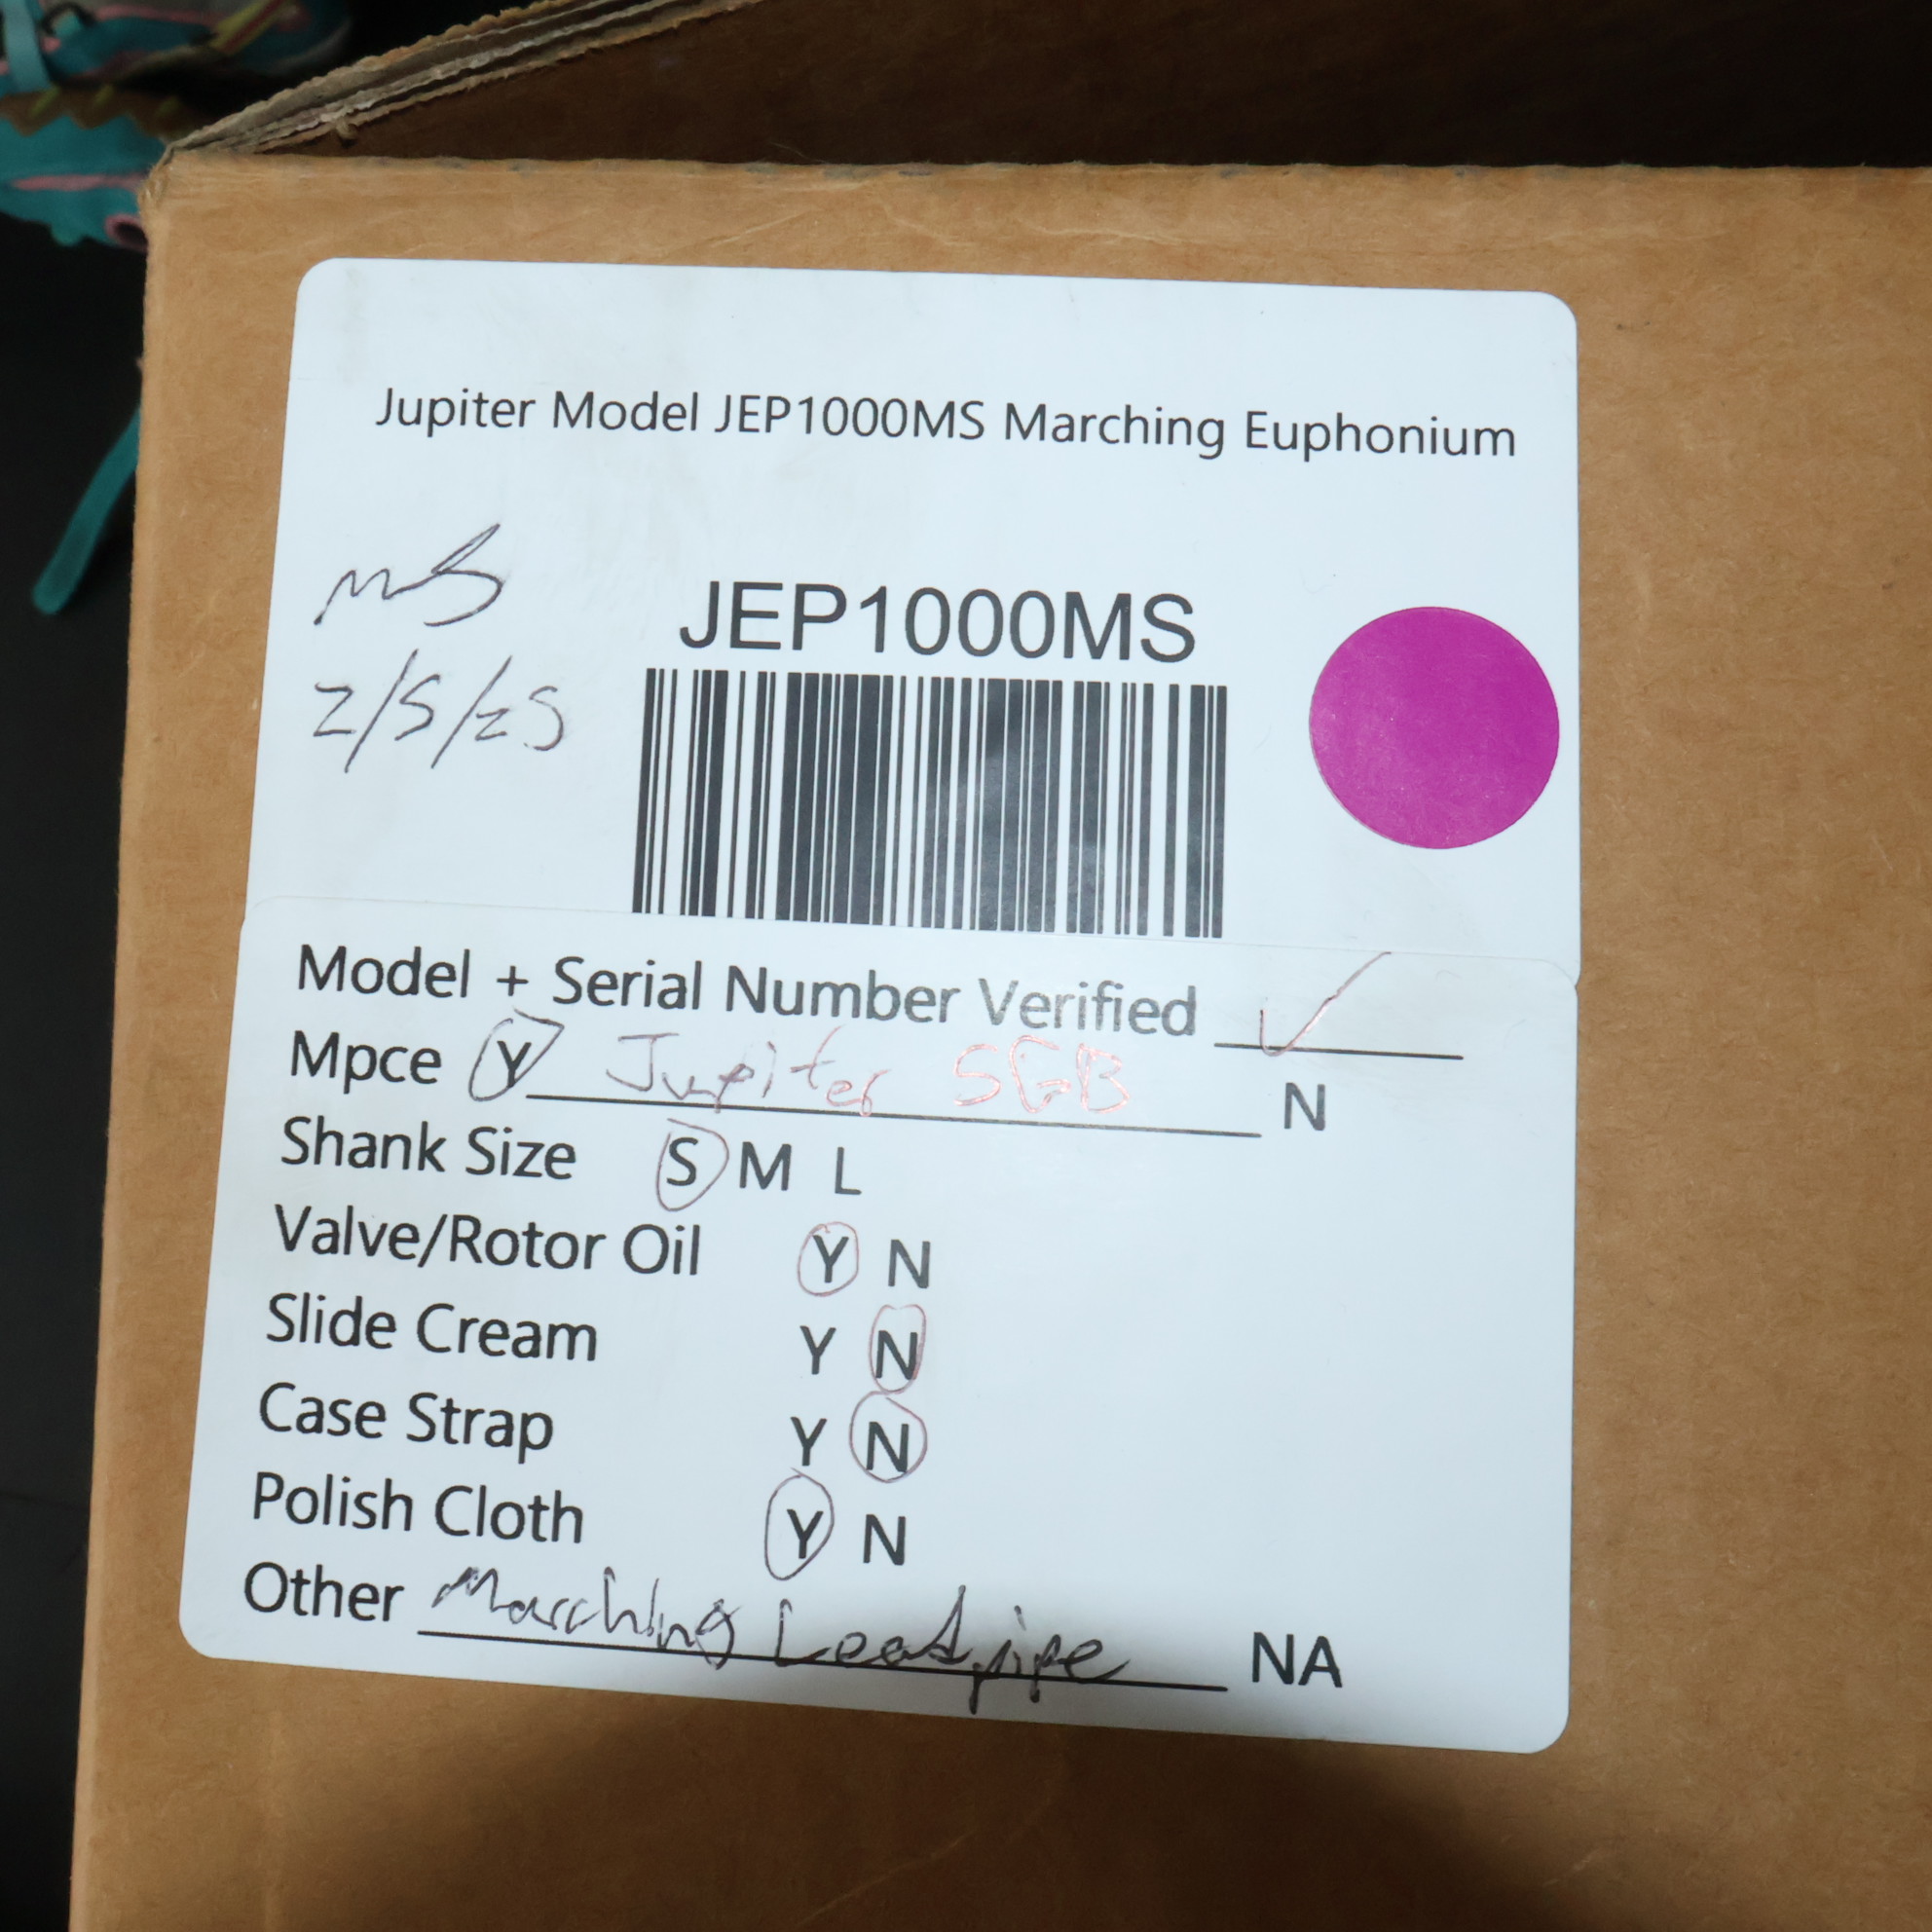 Jupiter Model JEP1000MS Marching Euphonium
MS
2/5/25
JEP1000MS
Model + Serial Number Verified ✓
Mpce Y Jupiter 5GB N
Shank Size S M L
Valve/Rotor Oil Y N
Slide Cream Y N
Case Strap Y N
Polish Cloth Y N
Other Marching Leadpipe NA